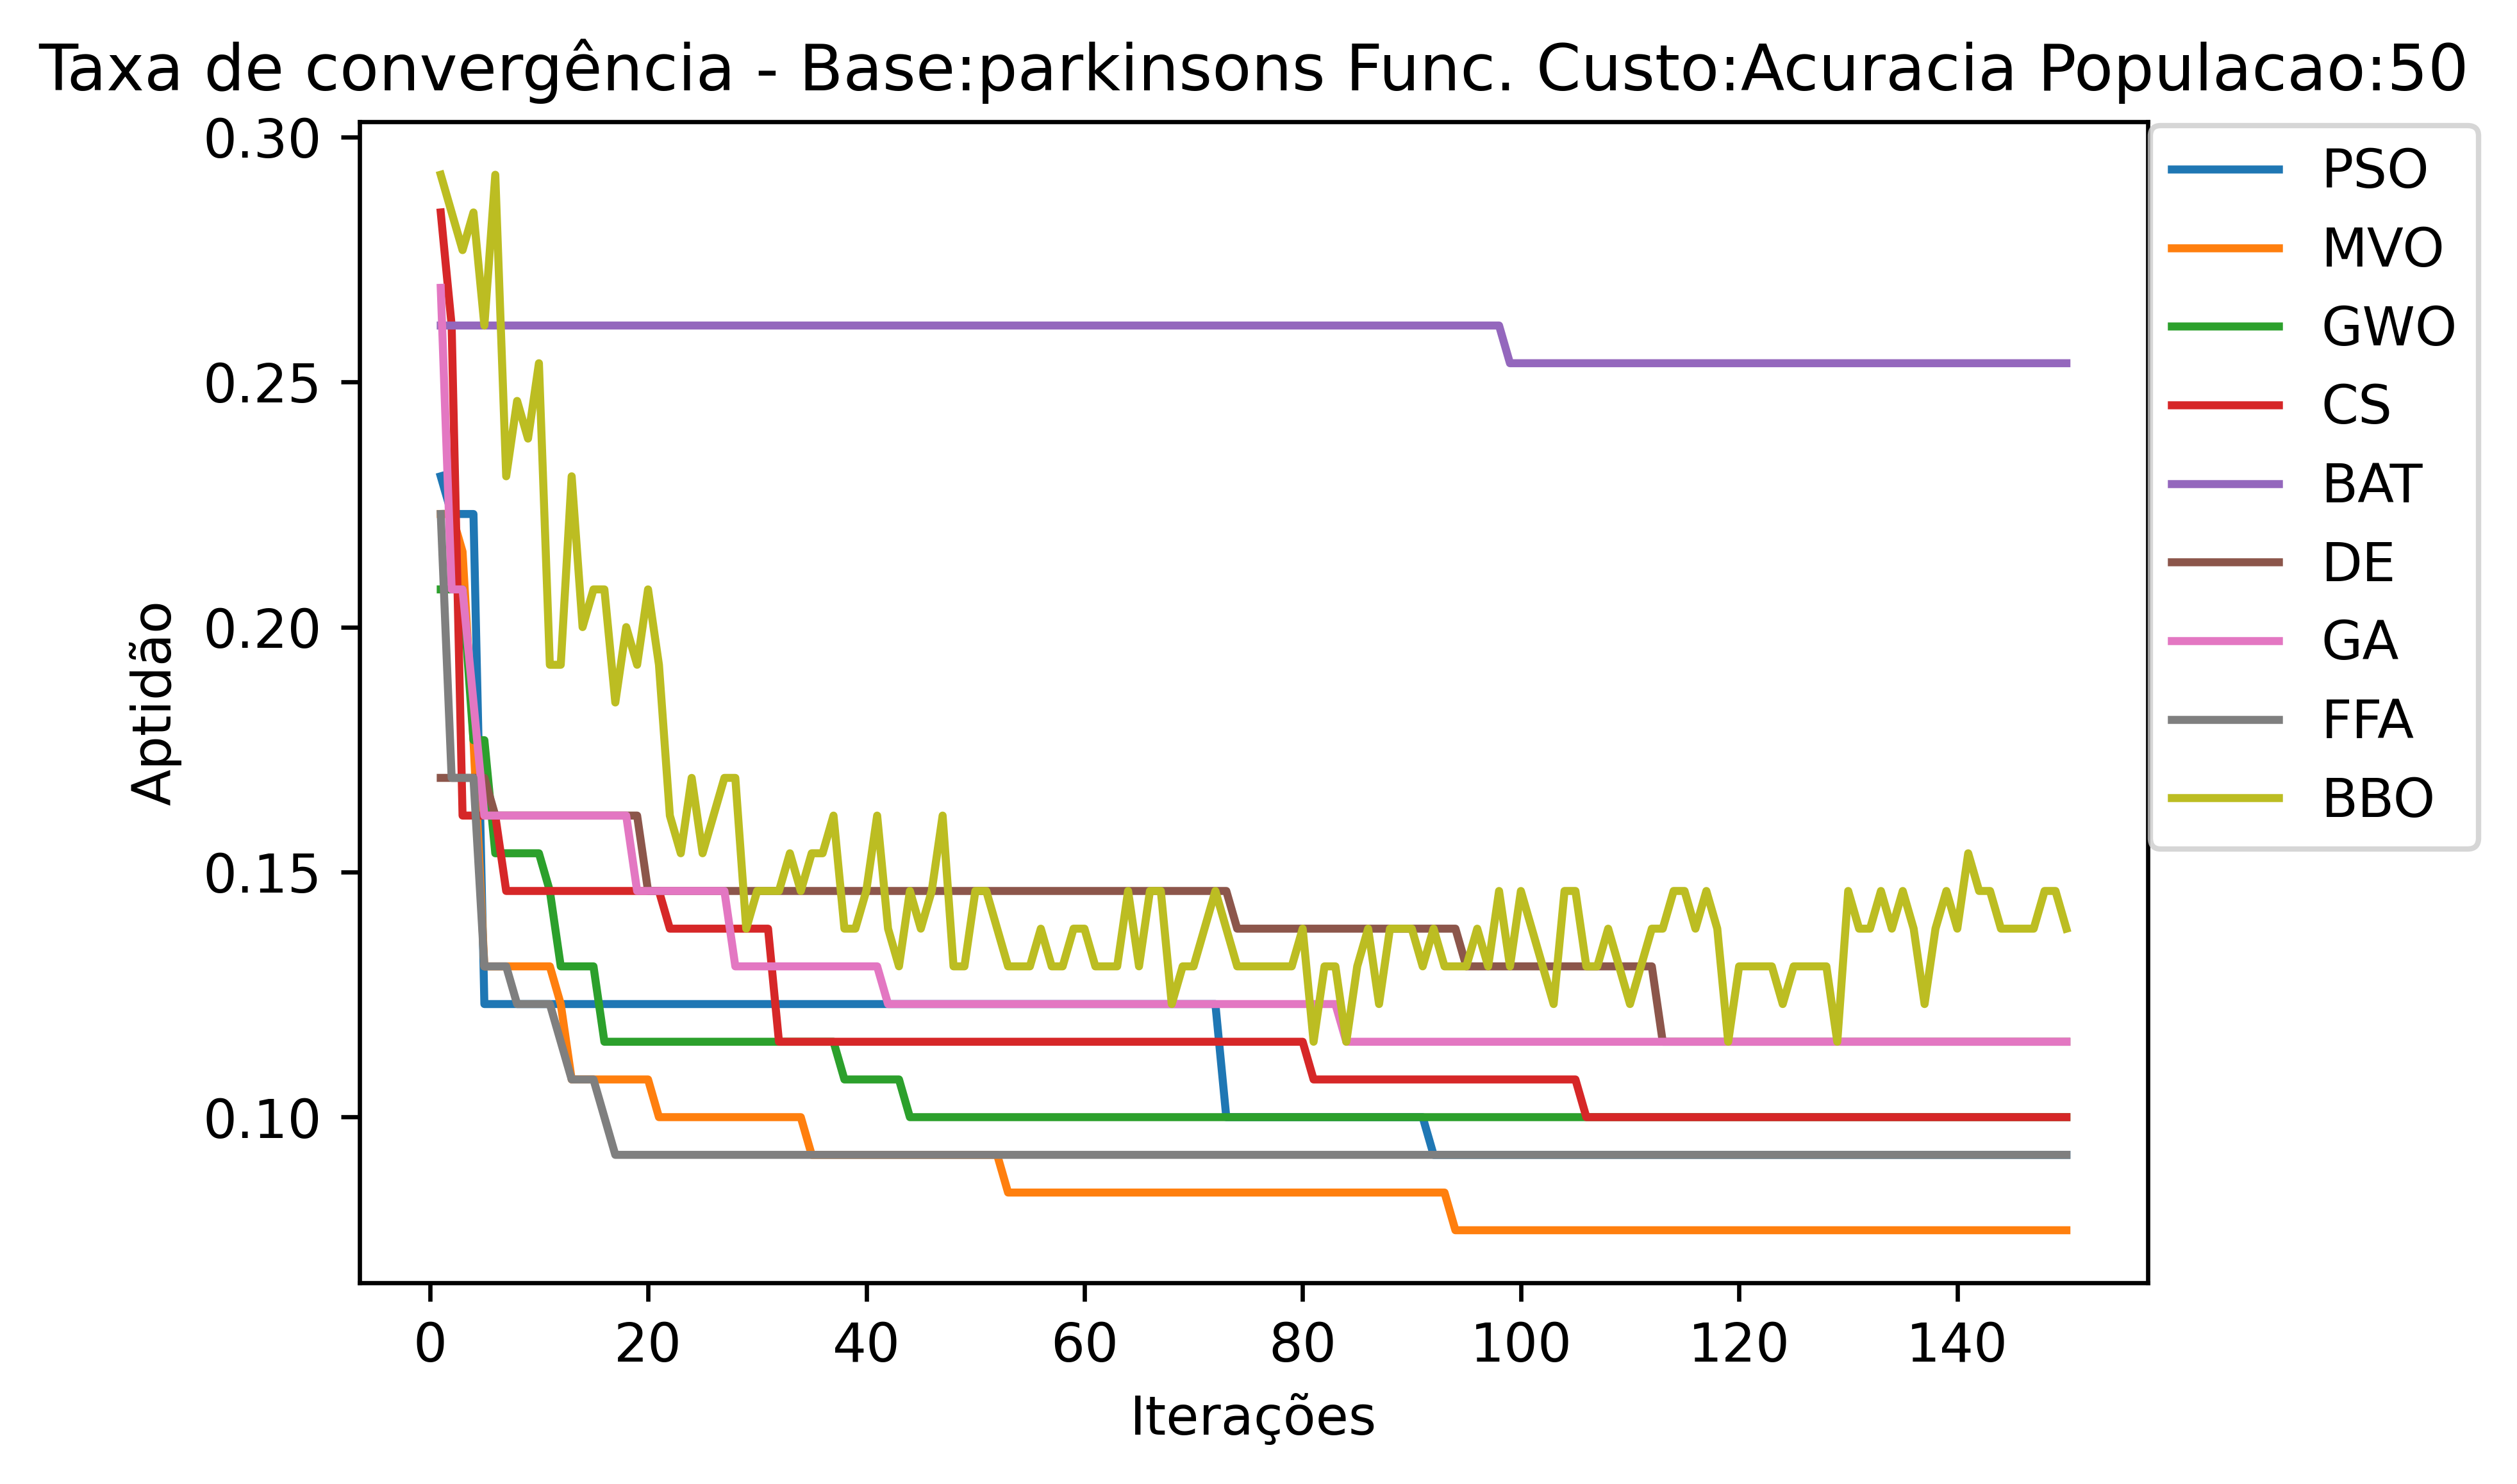 Taxa de convergência - Base:parkinsons Func. Custo:Acuracia Populacao:50
0.30
0.25
0.20
0.15
0.10
Aptidão
0 20 40 60 80 100 120 140
Iterações
PSO
MVO
GWO
CS
BAT
DE
GA
FFA
BBO